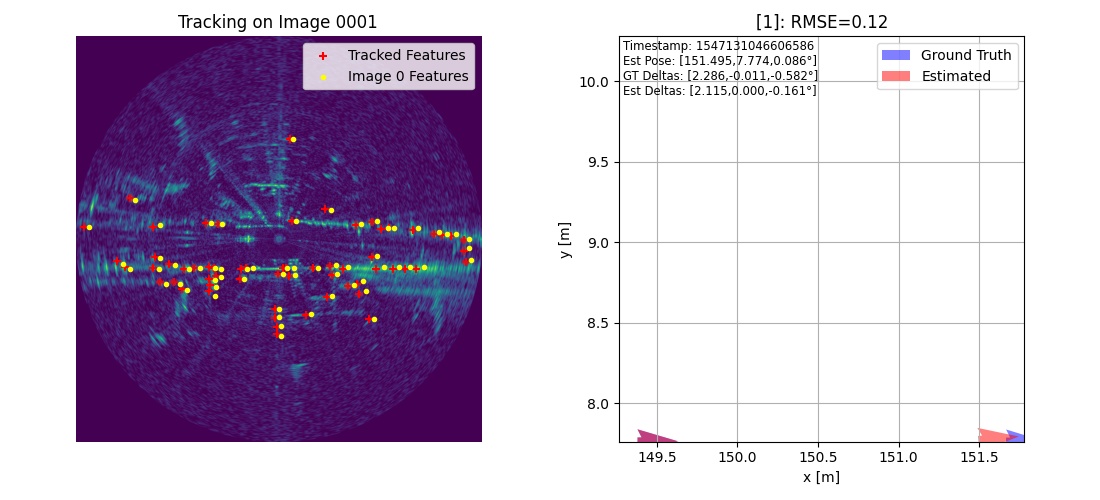 Tracking on Image 0001
Tracked Features
Image 0 Features
[1]: RMSE=0.12
Timestamp: 1547131046606586
Est Pose: [151.495,7.774,0.086°]
GT Deltas: [2.286,-0.011,-0.582°]
Est Deltas: [2.115,0.000,-0.161°]
Ground Truth
Estimated
10.0
9.5
9.0
8.5
8.0
y [m]
149.5 150.0 150.5 151.0 151.5
x [m]